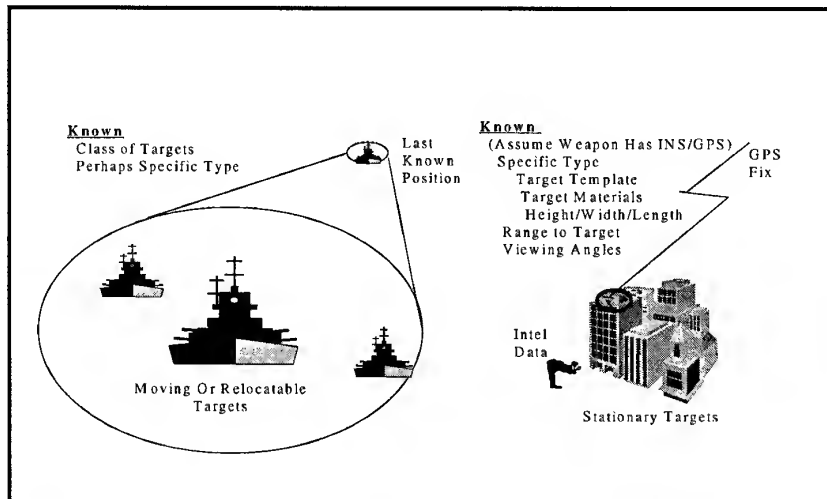 Known
Class of Targets
Perhaps Specific Type
Last
Known
Position
Moving Or Relocatable
Targets
Known
(Assume Weapon Has INS/GPS)
Specific Type
Target Template
Target Materials
Height/Width/Length
Range to Target
Viewing Angles
GPS
Fix
Intel
Data
Stationary Targets